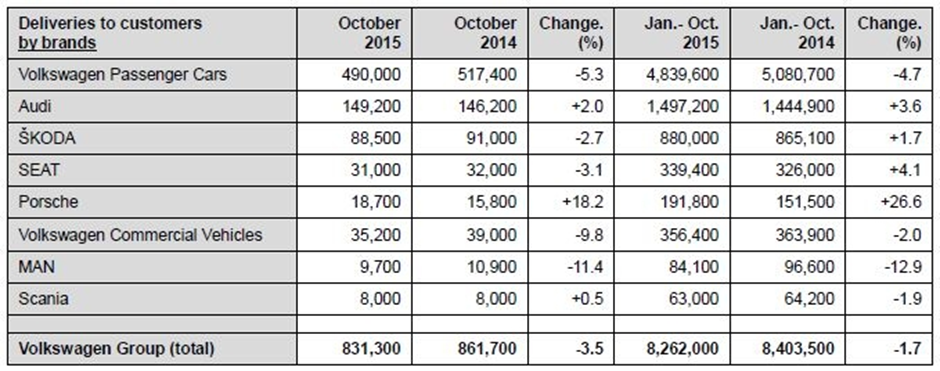 Deliveries to customers by brands October 2015 October 2014 Change. (%) Jan.- Oct. 2015 Jan.- Oct. 2014 Change. (%)
Volkswagen Passenger Cars 490,000 517,400 -5.3 4,839,600 5,080,700 -4.7
Audi 149,200 146,200 +2.0 1,497,200 1,444,900 +3.6
ŠKODA 88,500 91,000 -2.7 880,000 865,100 +1.7
SEAT 31,000 32,000 -3.1 339,400 326,000 +4.1
Porsche 18,700 15,800 +18.2 191,800 151,500 +26.6
Volkswagen Commercial Vehicles 35,200 39,000 -9.8 356,400 363,900 -2.0
MAN 9,700 10,900 -11.4 84,100 96,600 -12.9
Scania 8,000 8,000 +0.5 63,000 64,200 -1.9
Volkswagen Group (total) 831,300 861,700 -3.5 8,262,000 8,403,500 -1.7